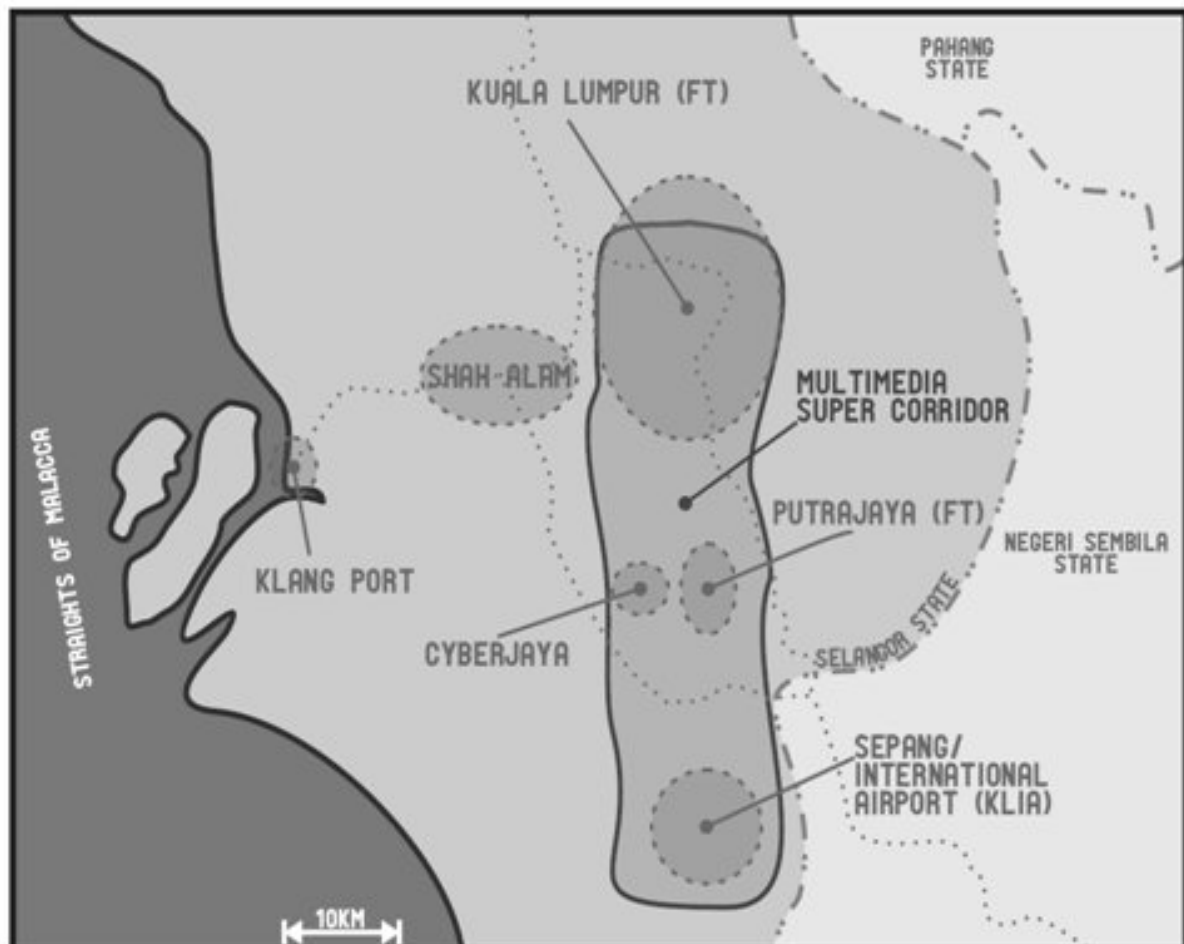 PAHANG
STATE
KUALA LUMPUR (FT)
SHAH-ALAM
MULTIMEDIA
SUPER CORRIDOR
STRAIGHTS OF MALACCA
PUTRAJAYA (FT)
NEGERI SEMBILA
STATE
KLANG PORT
CYBERJAYA
SELANGOR STATE
SEPANG/
INTERNATIONAL
AIRPORT (KLIA)
10KM